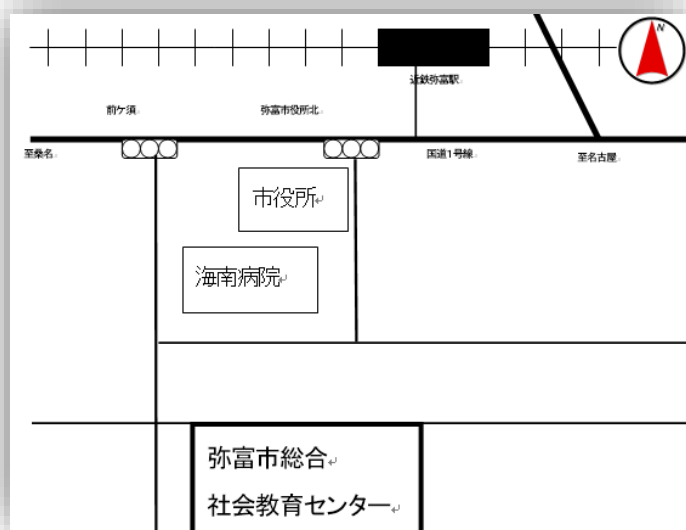 N
近鉄弥富駅
前ケ須
弥富市役所北
至桑名
国道1号線
至名古屋
市役所
海南病院
弥富市総合
社会教育センター